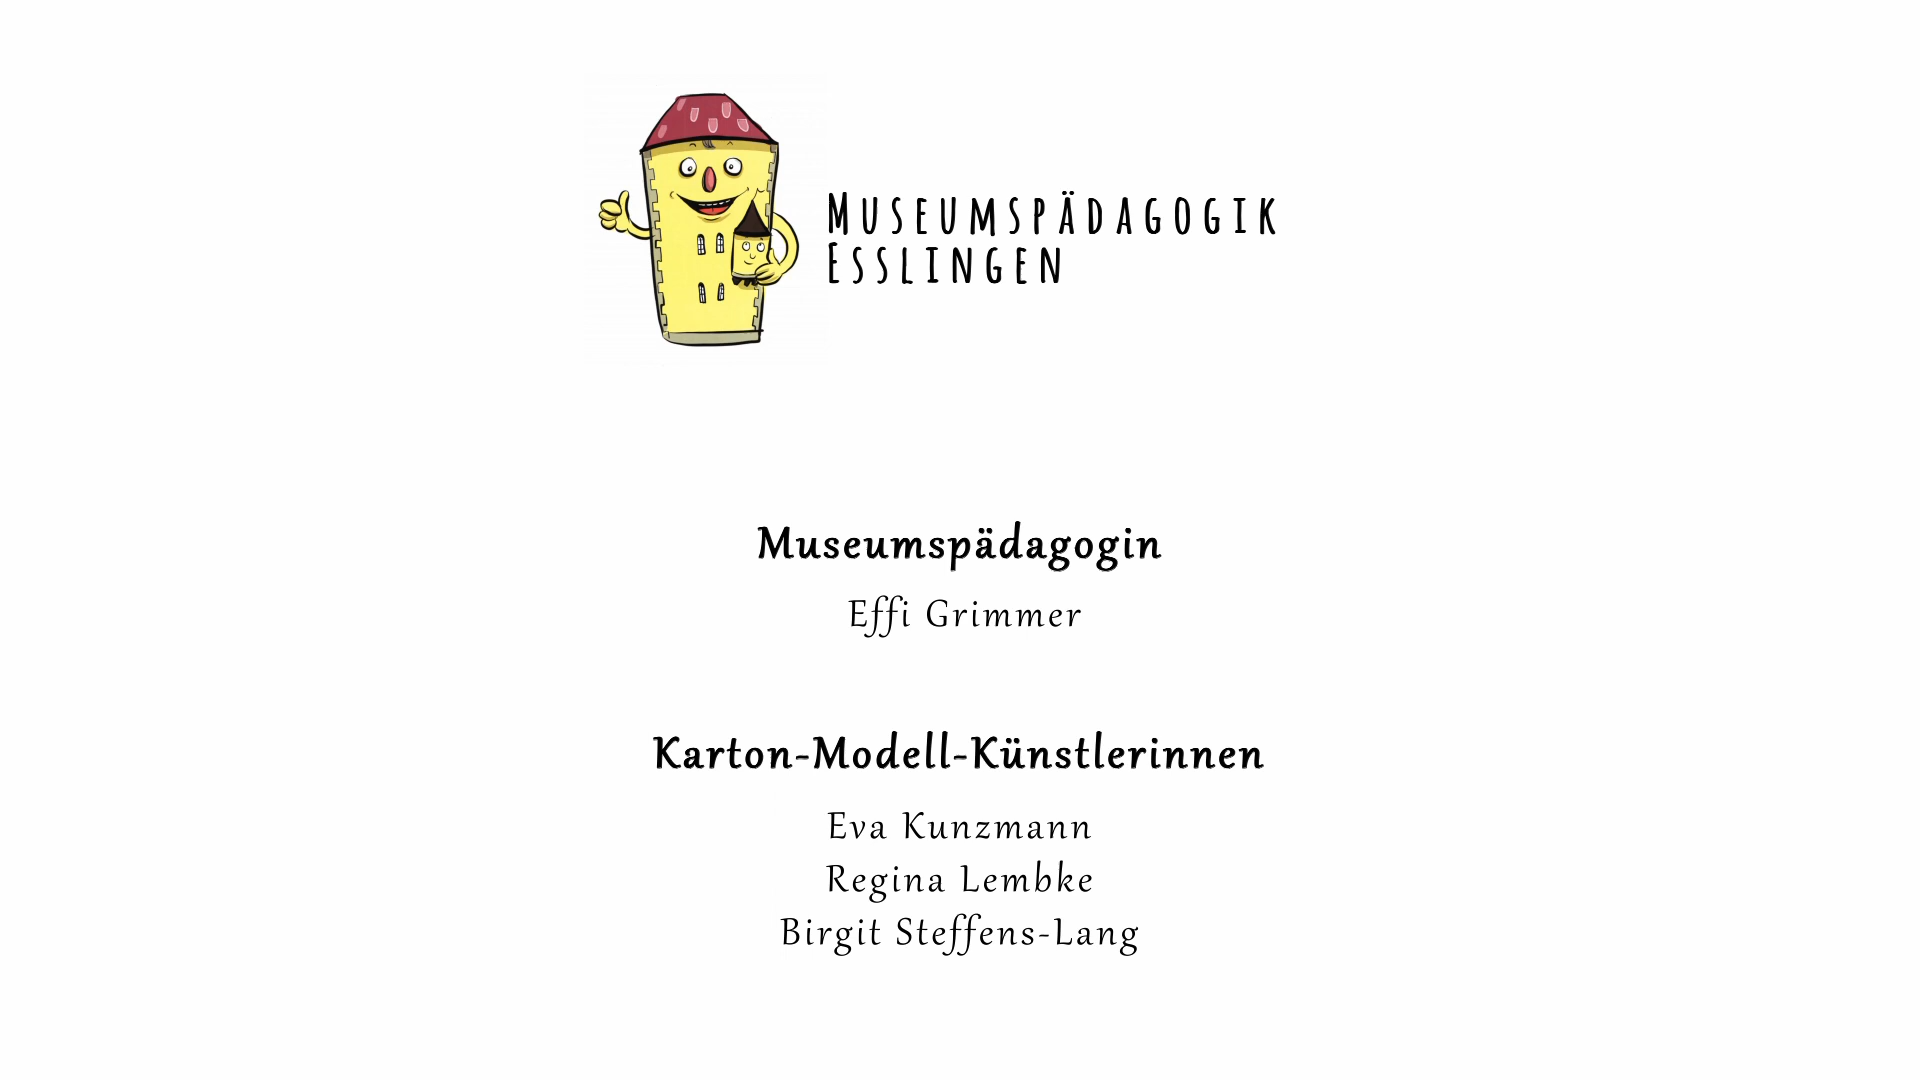 MUSEUMSPÄDAGOGIK
ESSLINGEN
Museumspädagogin
Effi Grimmer
Karton-Modell-Künstlerinnen
Eva Kunzmann
Regina Lembke
Birgit Steffens-Lang